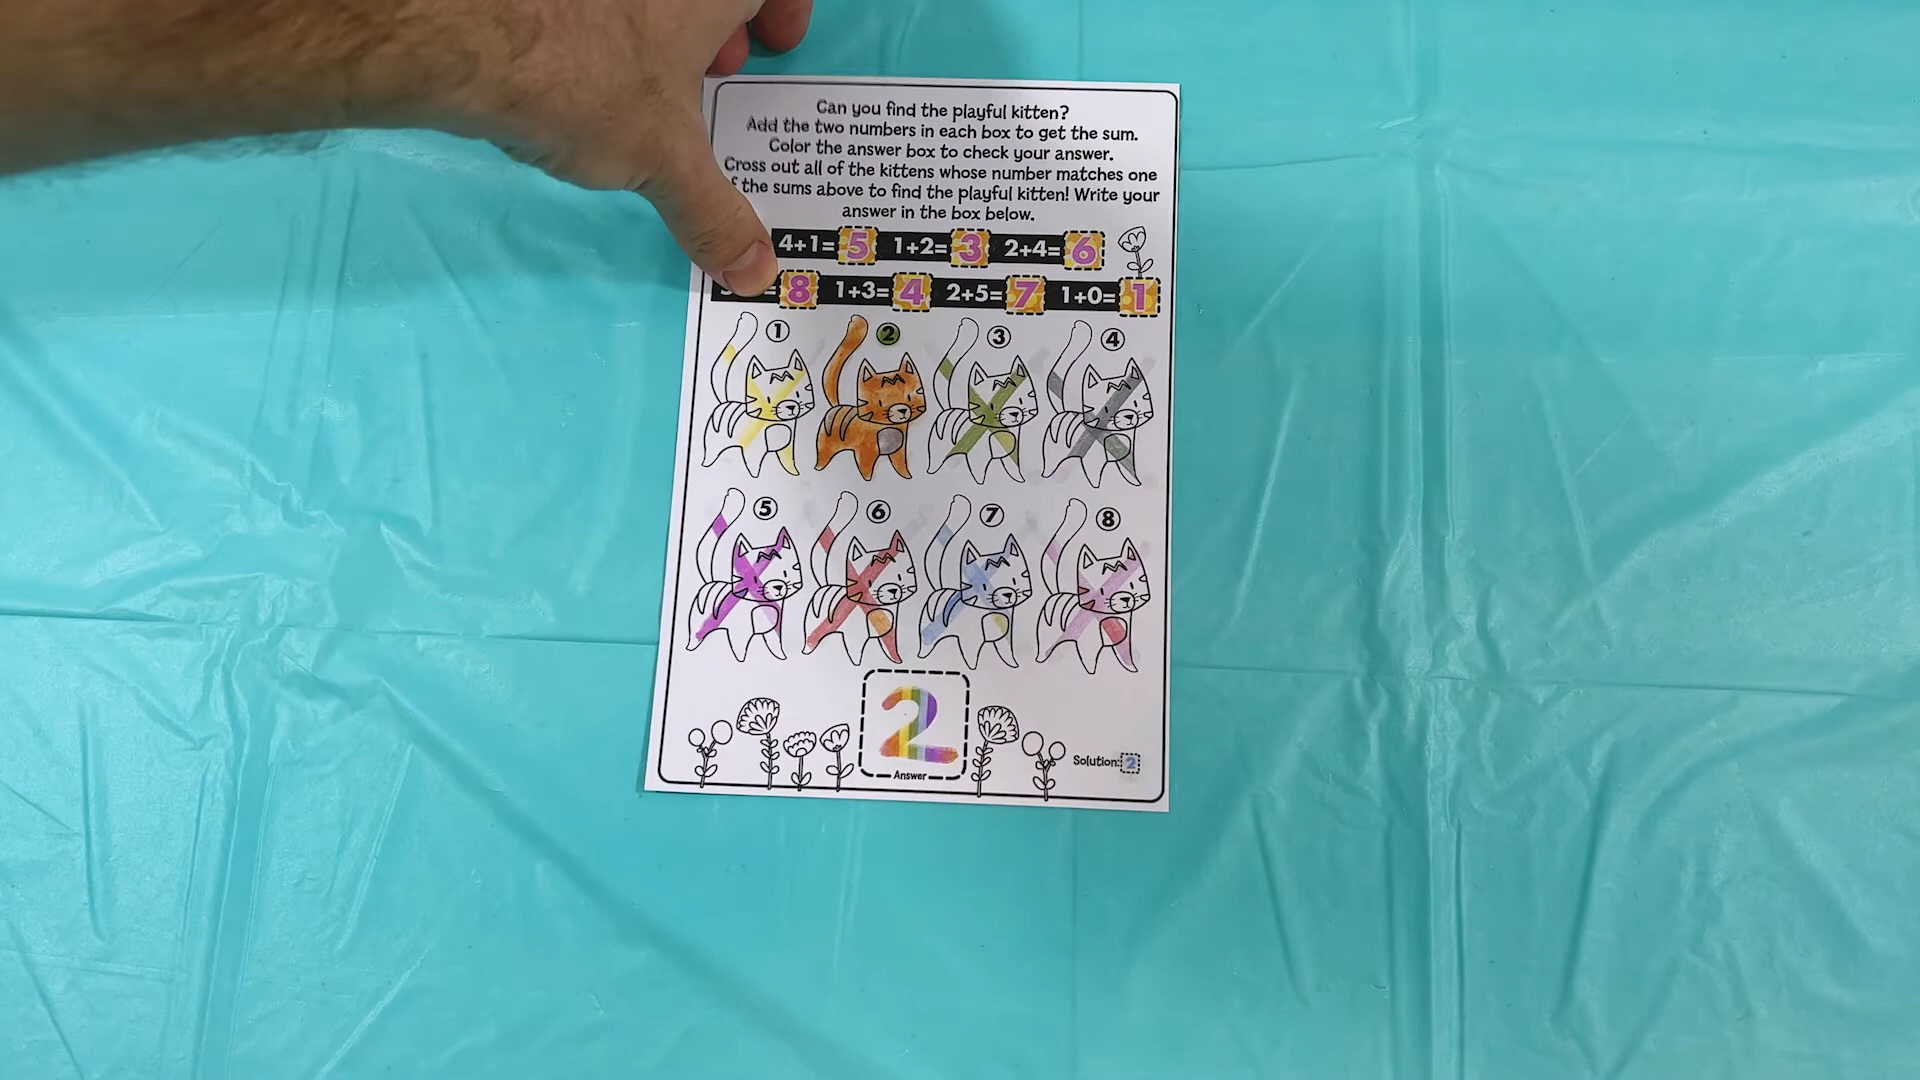 Can you find the playful kitten?
Add the two numbers in each box to get the sum.
Color the answer box to check your answer.
Cross out all of the kittens whose number matches one
the sums above to find the playful kitten! Write your
answer in the box below.
4+1=5 1+2=3 2+4=6
=8 1+3=4 2+5=7 1+0=1
1 2 3 4
5 6 7 8
2
Answer
Solution: 2